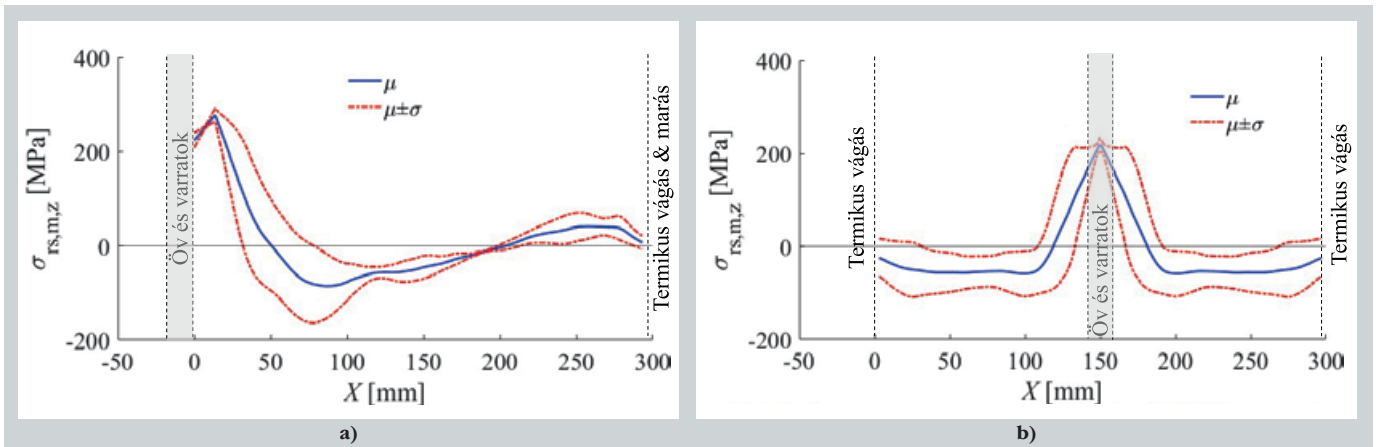 400
200
0
-200
σrs,m,z [MPa]
-50
0
50
100
150
200
250
300
X [mm]
μ
μ±σ
Öv és varratok
Termikus vágás & marás
a)
400
200
0
-200
σrs,m,z [MPa]
-50
0
50
100
150
200
250
300
X [mm]
μ
μ±σ
Termikus vágás
Öv és varratok
Termikus vágás
b)